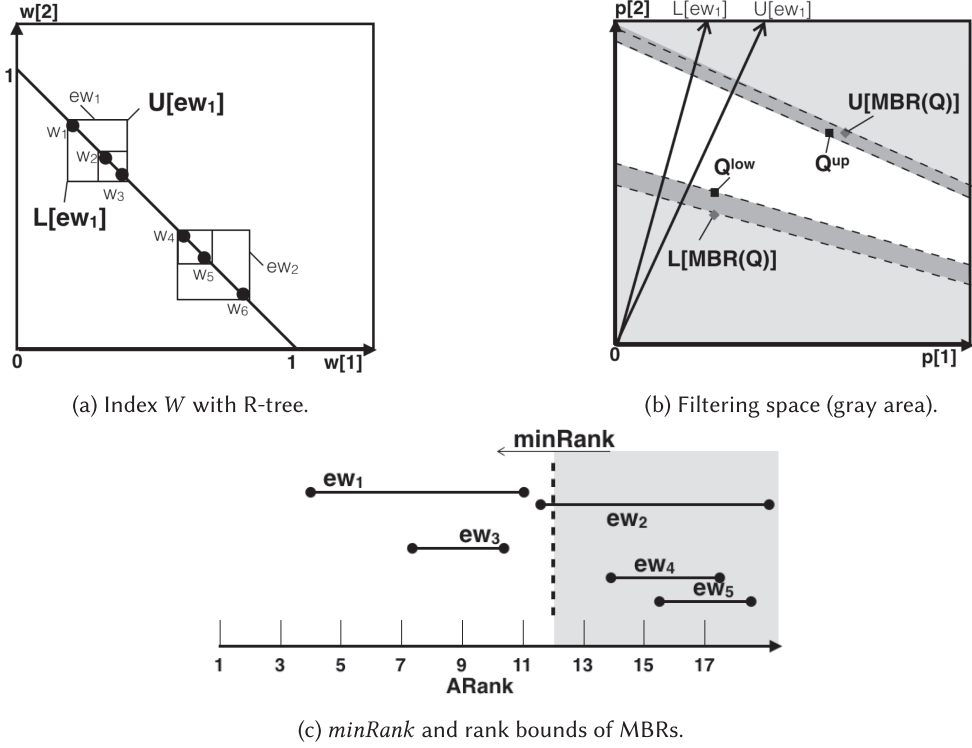 w[2]
1
ew₁
U[ew₁]
w₁
w₂
w₃
L[ew₁]
w₄
w₅
ew₂
w₆
0
1
w[1]
(a) Index W with R-tree.
p[2]
L[ew₁]
U[ew₁]
U[MBR(Q)]
Qᵘᵖ
Qˡᵒʷ
L[MBR(Q)]
0
p[1]
(b) Filtering space (gray area).
minRank
ew₁
ew₂
ew₃
ew₄
ew₅
1 3 5 7 9 11 13 15 17
ARank
(c) minRank and rank bounds of MBRs.